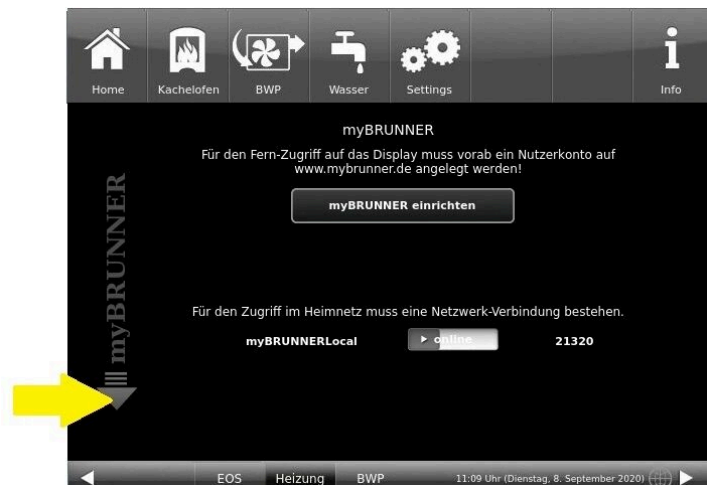 Home
Kachelofen
BWP
Wasser
Settings
Info
myBRUNNER
Für den Fern-Zugriff auf das Display muss vorab ein Nutzerkonto auf
www.mybrunner.de angelegt werden!
myBRUNNER einrichten
myBRUNNER
Für den Zugriff im Heimnetz muss eine Netzwerk-Verbindung bestehen.
myBRUNNERLocal online 21320
EOS Heizung BWP 11:09 Uhr (Dienstag, 8. September 2020)